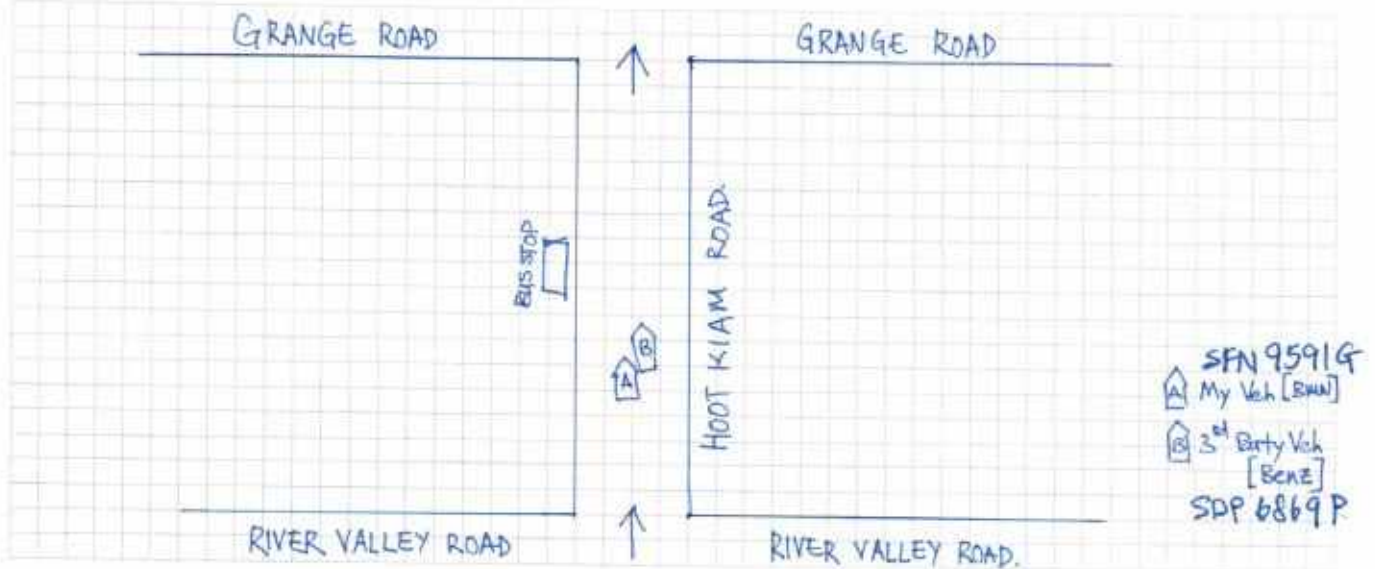 GRANGE ROAD
GRANGE ROAD
BUS STOP
HOOT KIAM ROAD.
B
A
SFN 9591G
A My Veh [BMW]
B 3rd Party Veh
[Benz]
SDP 6869P
RIVER VALLEY ROAD
RIVER VALLEY ROAD.